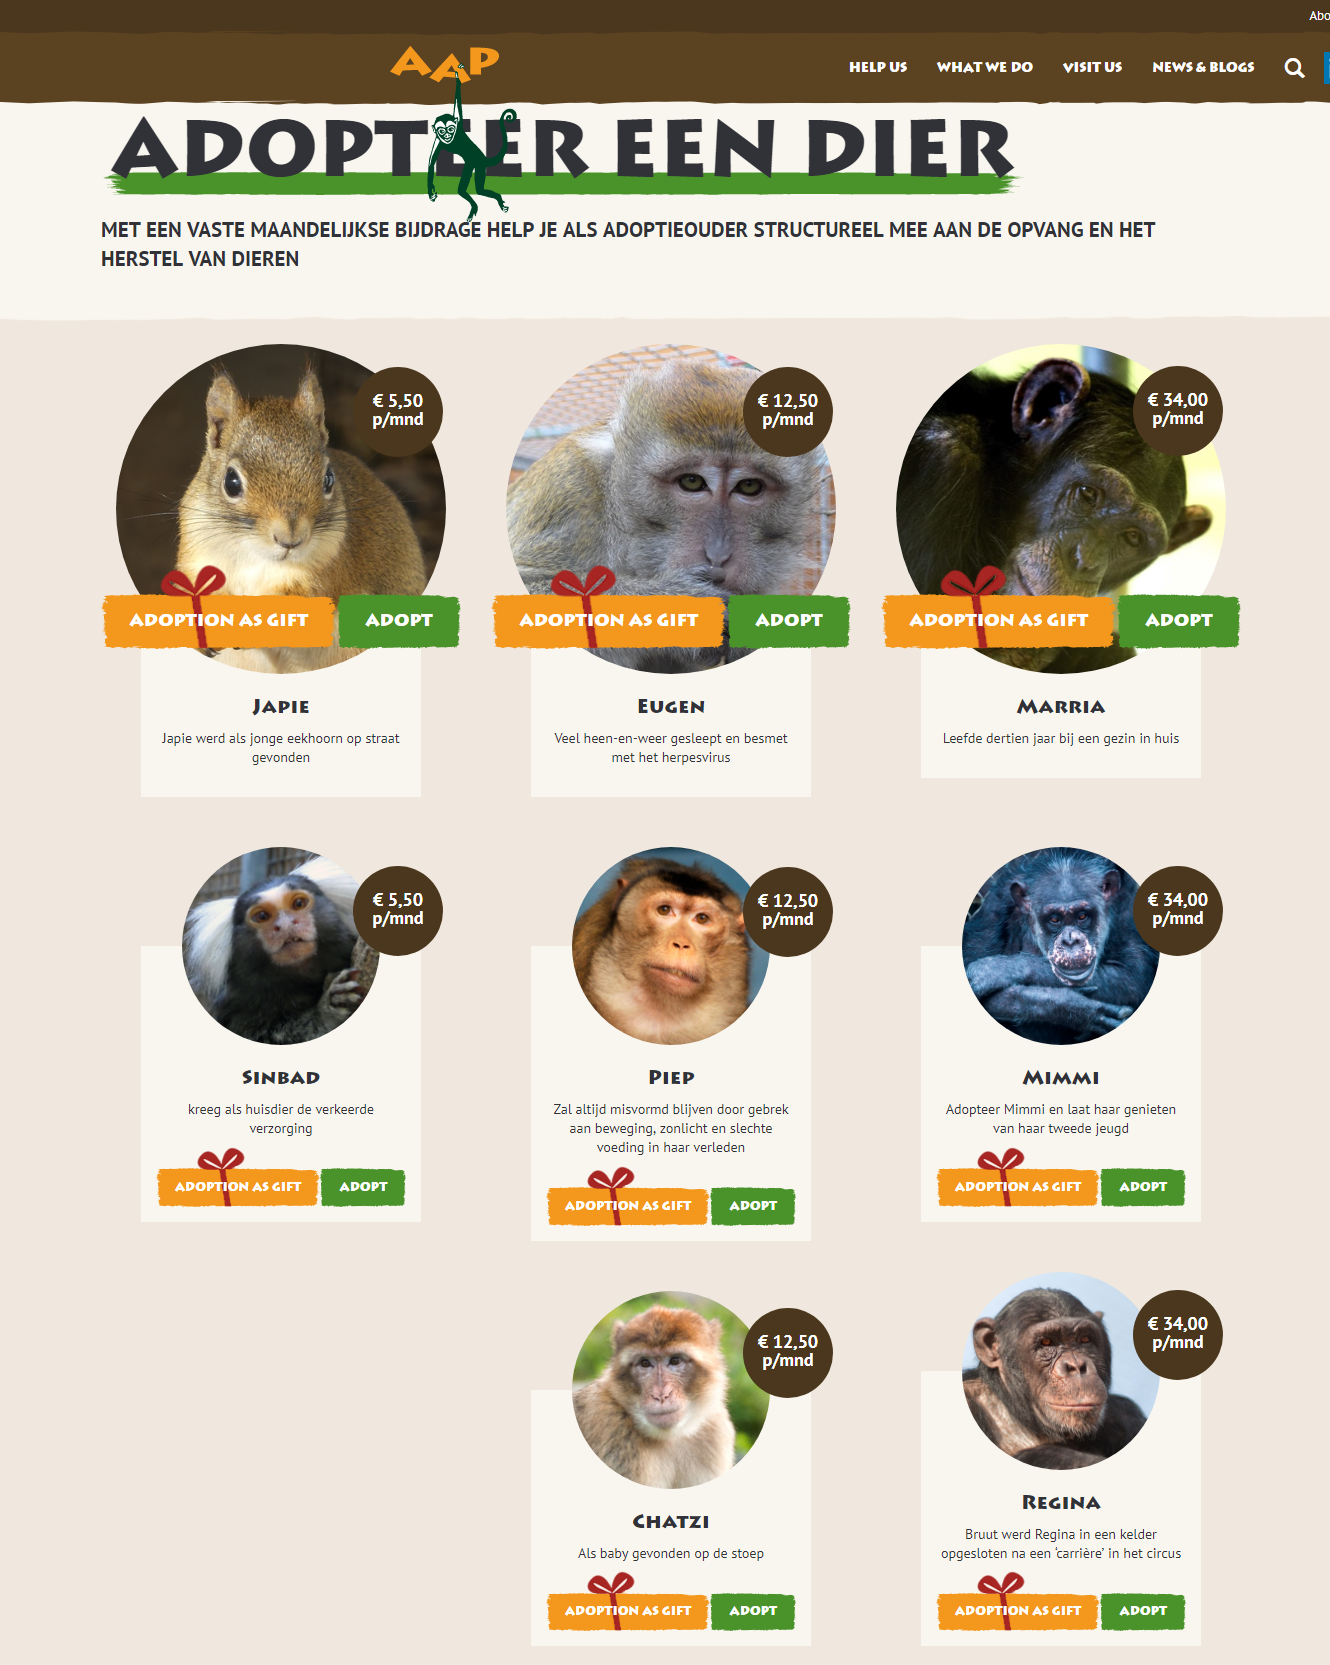 Abo
AAP
HELP US
WHAT WE DO
VISIT US
NEWS & BLOGS
ADOPTEER EEN DIER
MET EEN VASTE MAANDELIJKSE BIJDRAGE HELP JE ALS ADOPTIEOUDER STRUCTUREEL MEE AAN DE OPVANG EN HET
HERSTEL VAN DIEREN
€ 5,50
p/mnd
ADOPTION AS GIFT
ADOPT
JAPIE
Japie werd als jonge eekhoorn op straat
gevonden
€ 12,50
p/mnd
ADOPTION AS GIFT
ADOPT
EUGEN
Veel heen-en-weer gesleept en besmet
met het herpesvirus
€ 34,00
p/mnd
ADOPTION AS GIFT
ADOPT
MARRIA
Leefde dertien jaar bij een gezin in huis
€ 5,50
p/mnd
SINBAD
kreeg als huisdier de verkeerde
verzorging
ADOPTION AS GIFT
ADOPT
€ 12,50
p/mnd
PIEP
Zal altijd misvormd blijven door gebrek
aan beweging, zonlicht en slechte
voeding in haar verleden
ADOPTION AS GIFT
ADOPT
€ 34,00
p/mnd
MIMMI
Adopteer Mimmi en laat haar genieten
van haar tweede jeugd
ADOPTION AS GIFT
ADOPT
€ 12,50
p/mnd
CHATZI
Als baby gevonden op de stoep
ADOPTION AS GIFT
ADOPT
€ 34,00
p/mnd
REGINA
Bruut werd Regina in een kelder
opgesloten na een ‘carrière’ in het circus
ADOPTION AS GIFT
ADOPT